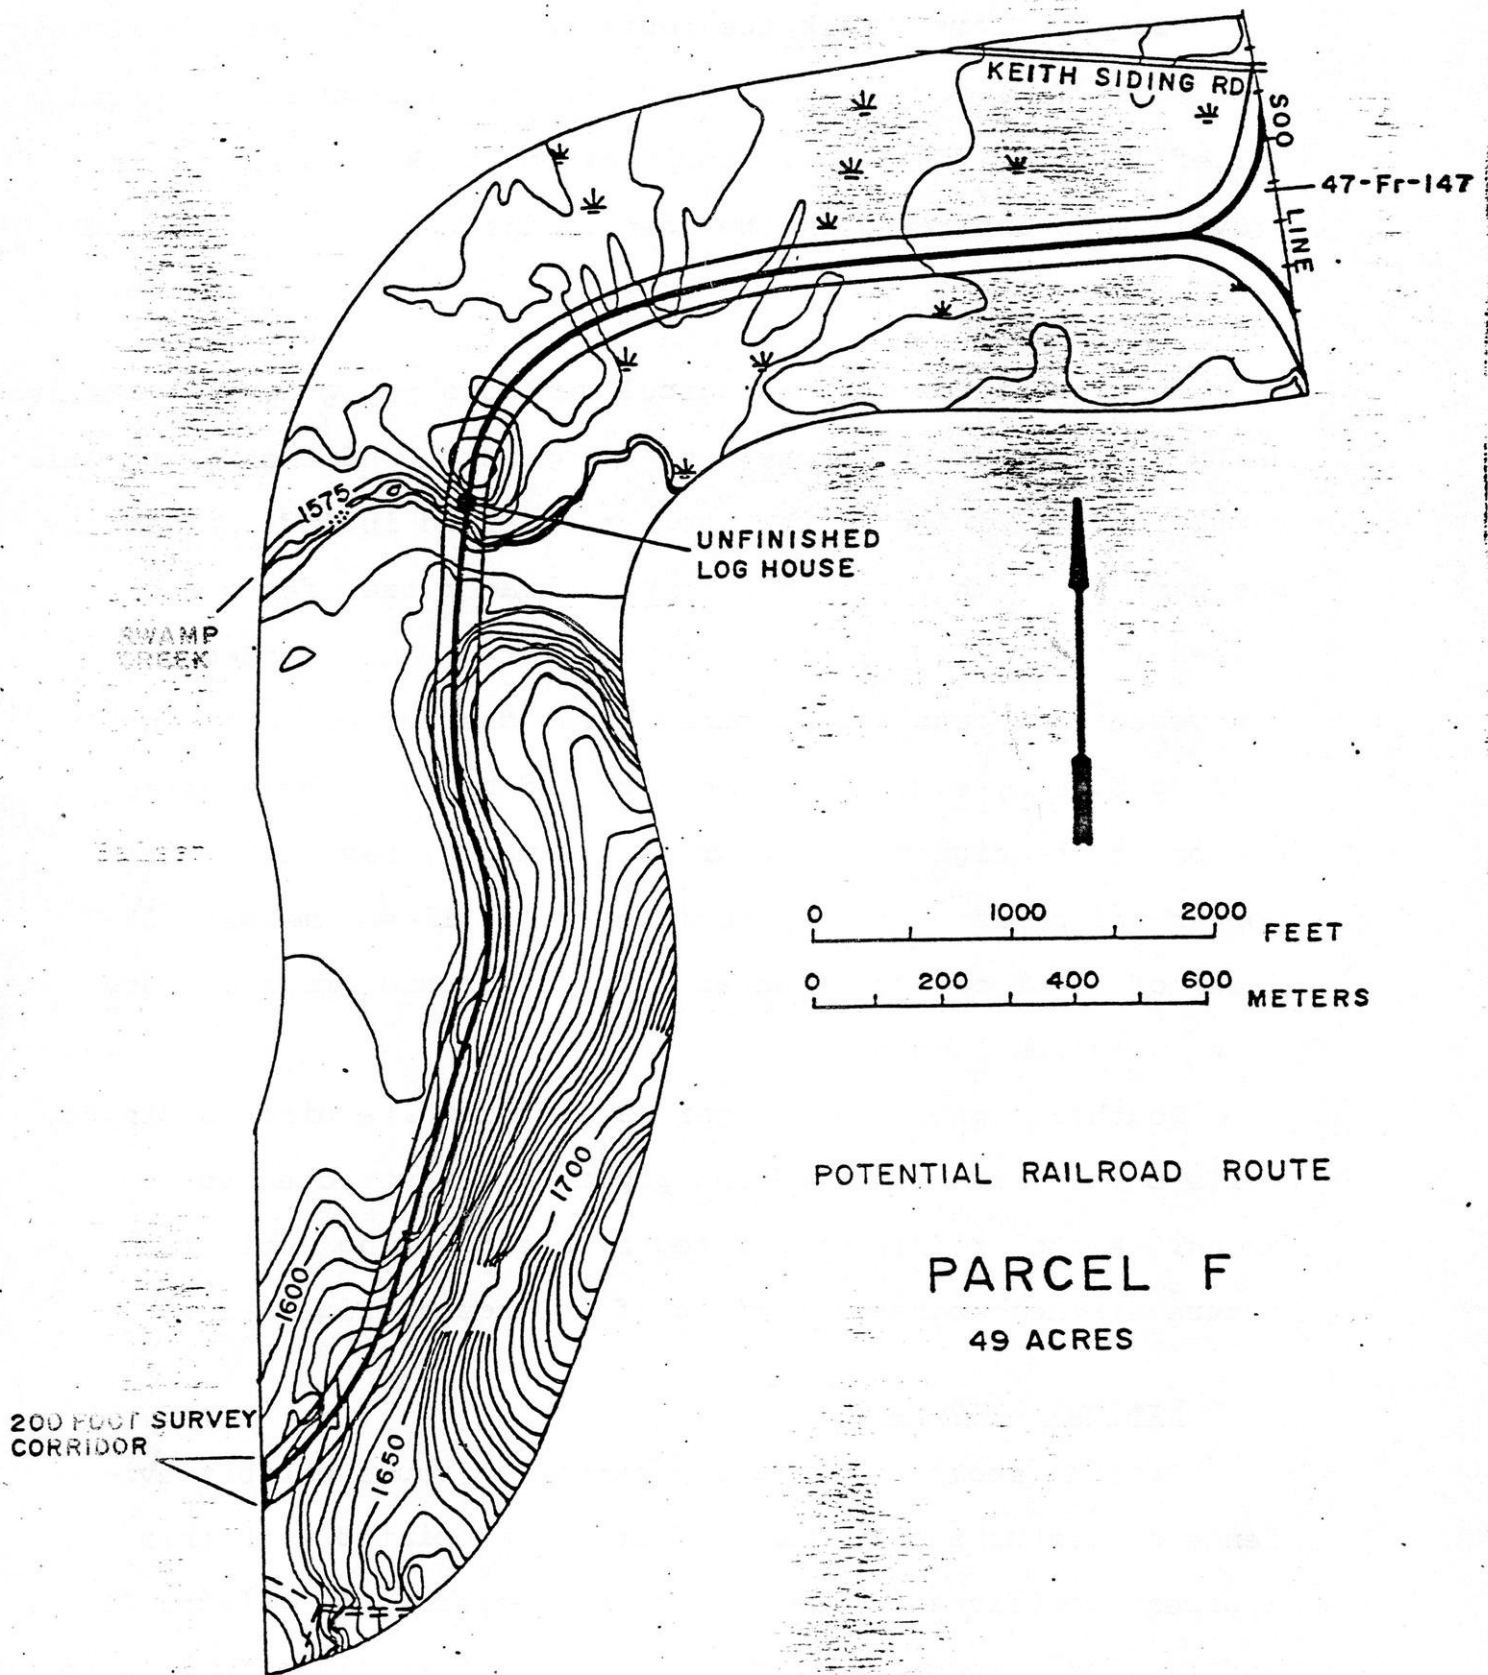 KEITH SIDING RD
SOO
LINE
47-Fr-147
1575
UNFINISHED
LOG HOUSE
SWAMP
CREEK
0 1000 2000 FEET
0 200 400 600 METERS
1700
POTENTIAL RAILROAD ROUTE
PARCEL F
49 ACRES
1600
200 FOOT SURVEY
CORRIDOR
1650